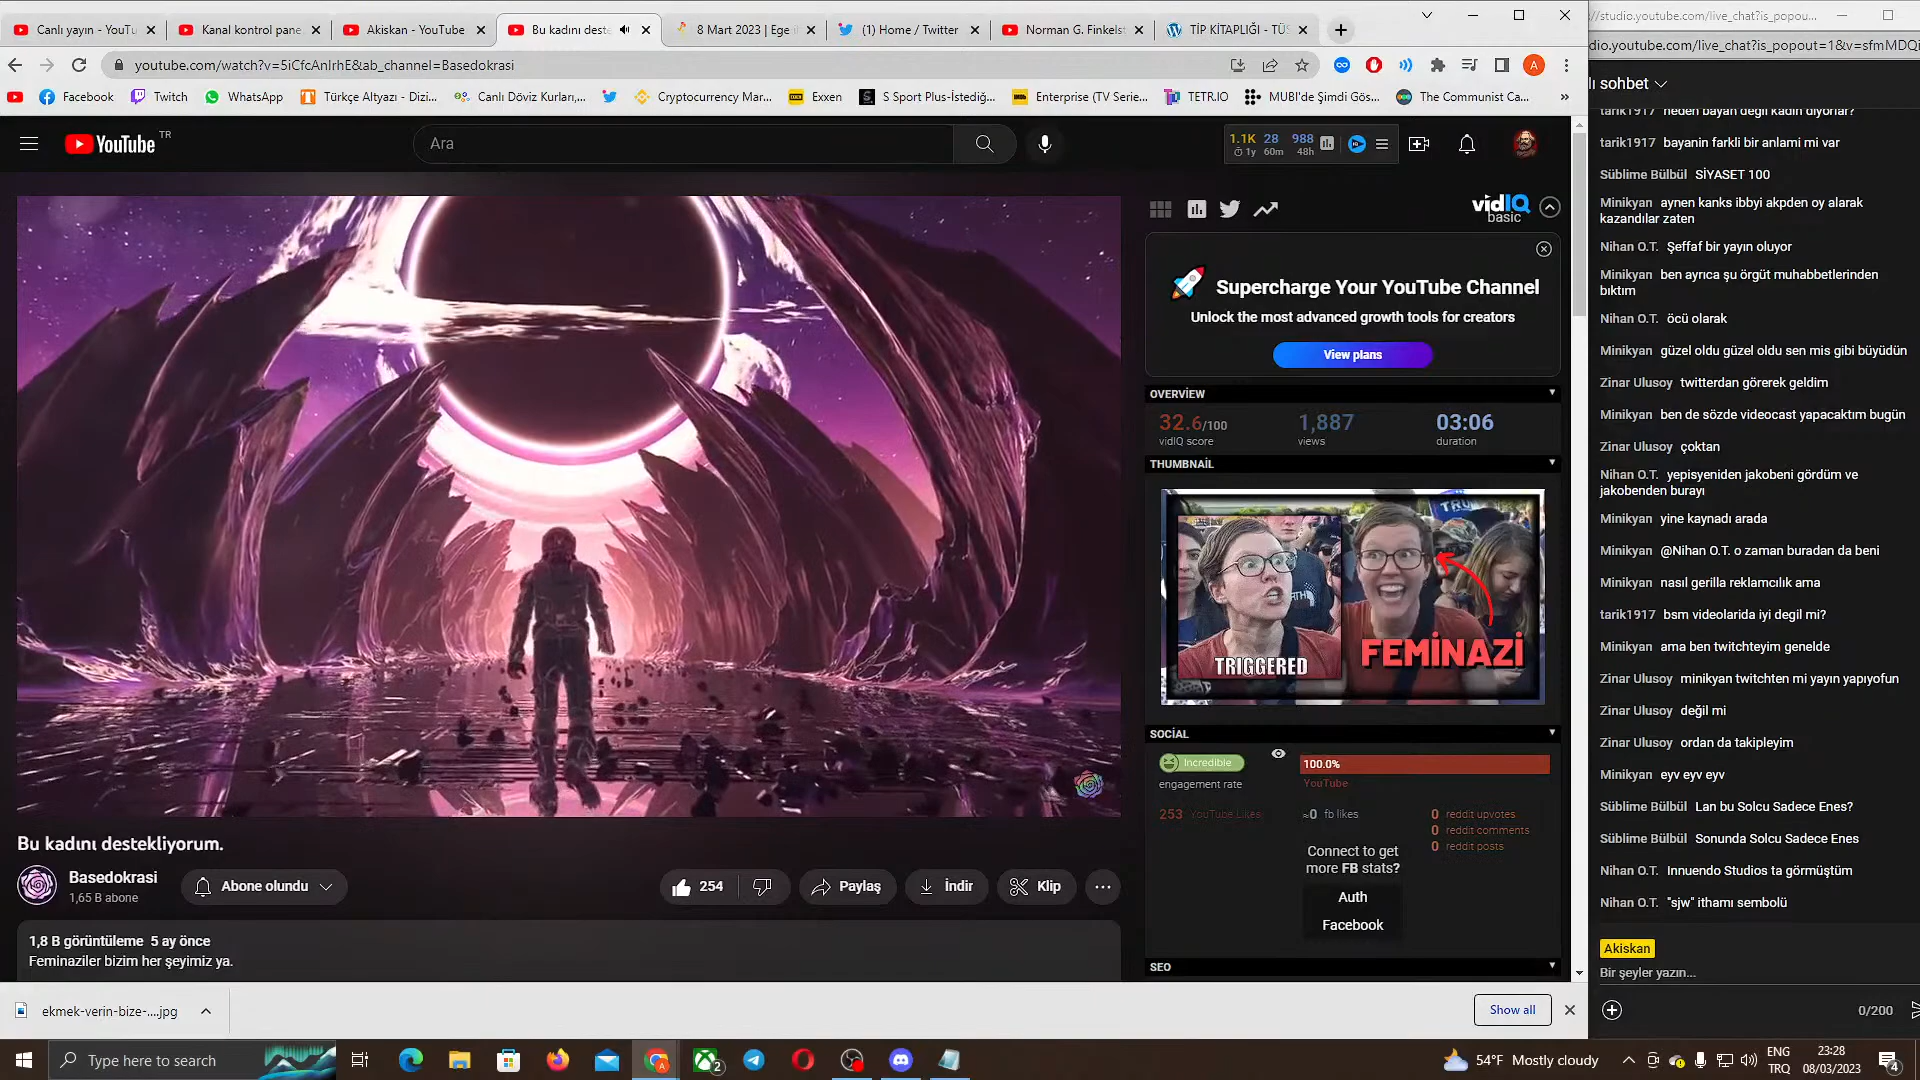 Canlı yayın - YouTu
Kanal kontrol pane
Akiskan - YouTube
Bu kadını deste
8 Mart 2023 | Ege i
(1) Home / Twitter
Norman G. Finkelst
TİP KİTAPLIĞI - TÜS
youtube.com/watch?v=5iCfcAnIrhE&ab_channel=Basedokrasi
Facebook
Twitch
WhatsApp
Türkçe Altyazı - Dizi...
Canlı Döviz Kurları,...
Cryptocurrency Mar...
Exxen
S Sport Plus-İstediğ...
Enterprise (TV Serie...
TETR.IO
MUBI'de Şimdi Gös...
The Communist Ca...
»
YouTube TR
Ara
1.1K 28 988
1y 60m 48h
vidIQ
basic
Supercharge Your YouTube Channel
Unlock the most advanced growth tools for creators
View plans
OVERVİEW
32.6/100
vidIQ score
1,887
views
03:06
duration
THUMBNAİL
TRUMP
TRIGGERED
FEMİNAZİ
SOCİAL
Incredible
engagement rate
100.0%
YouTube
253 YouTube Likes
≈0 fb likes
0 reddit upvotes
0 reddit comments
0 reddit posts
Connect to get
more FB stats?
Auth
Facebook
SEO
Bu kadını destekliyorum.
Basedokrasi
1,65 B abone
Abone olundu
254
Paylaş
İndir
Klip
1,8 B görüntüleme 5 ay önce
Feminaziler bizim her şeyimiz ya.
://studio.youtube.com/live_chat?is_popou...
dio.youtube.com/live_chat?is_popout=1&v=sfmMDQi
lı sohbet
tarik1917 neden bayan degil kadin diyorlar?
tarik1917 bayanin farkli bir anlami mi var
Süblime Bülbül SİYASET 100
Minikyan aynen kanks ibbyi akpden oy alarak
kazandılar zaten
Nihan O.T. Şeffaf bir yayın oluyor
Minikyan ben ayrıca şu örgüt muhabbetlerinden
bıktım
Nihan O.T. öcü olarak
Minikyan güzel oldu güzel oldu sen mis gibi büyüdün
Zinar Ulusoy twitterdan görerek geldim
Minikyan ben de sözde videocast yapacaktım bugün
Zinar Ulusoy çoktan
Nihan O.T. yepisyeniden jakobeni gördüm ve
jakobenden burayı
Minikyan yine kaynadı arada
Minikyan @Nihan O.T. o zaman buradan da beni
Minikyan nasıl gerilla reklamcılık ama
tarik1917 bsm videolarida iyi degil mi?
Minikyan ama ben twitchteyim genelde
Zinar Ulusoy minikyan twitchten mi yayın yapıyofun
Zinar Ulusoy değil mi
Zinar Ulusoy ordan da takipleyim
Minikyan eyv eyv eyv
Süblime Bülbül Lan bu Solcu Sadece Enes?
Süblime Bülbül Sonunda Solcu Sadece Enes
Nihan O.T. Innuendo Studios ta görmüştüm
Nihan O.T. "sjw" ithamı sembolü
Akiskan
Bir şeyler yazın...
0/200
ekmek-verin-bize-....jpg
Show all
Type here to search
2
54°F Mostly cloudy
ENG
TRQ
23:28
08/03/2023
4